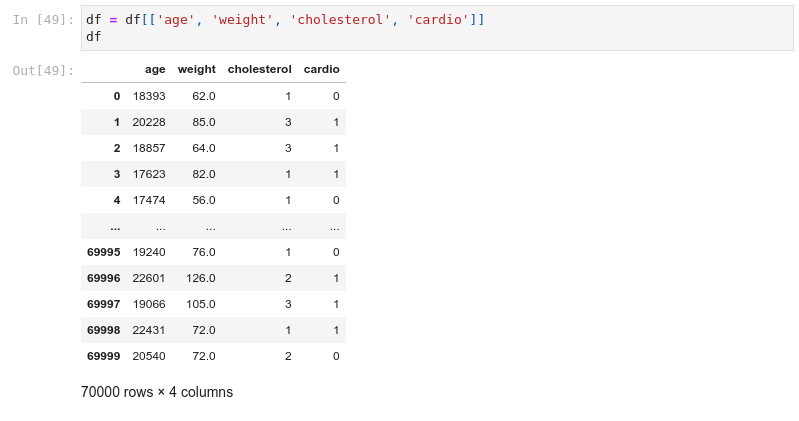 In [49]: df = df[['age', 'weight', 'cholesterol', 'cardio']]
df
Out[49]:
age weight cholesterol cardio
0 18393 62.0 1 0
1 20228 85.0 3 1
2 18857 64.0 3 1
3 17623 82.0 1 1
4 17474 56.0 1 0
... ... ... ... ...
69995 19240 76.0 1 0
69996 22601 126.0 2 1
69997 19066 105.0 3 1
69998 22431 72.0 1 1
69999 20540 72.0 2 0
70000 rows × 4 columns